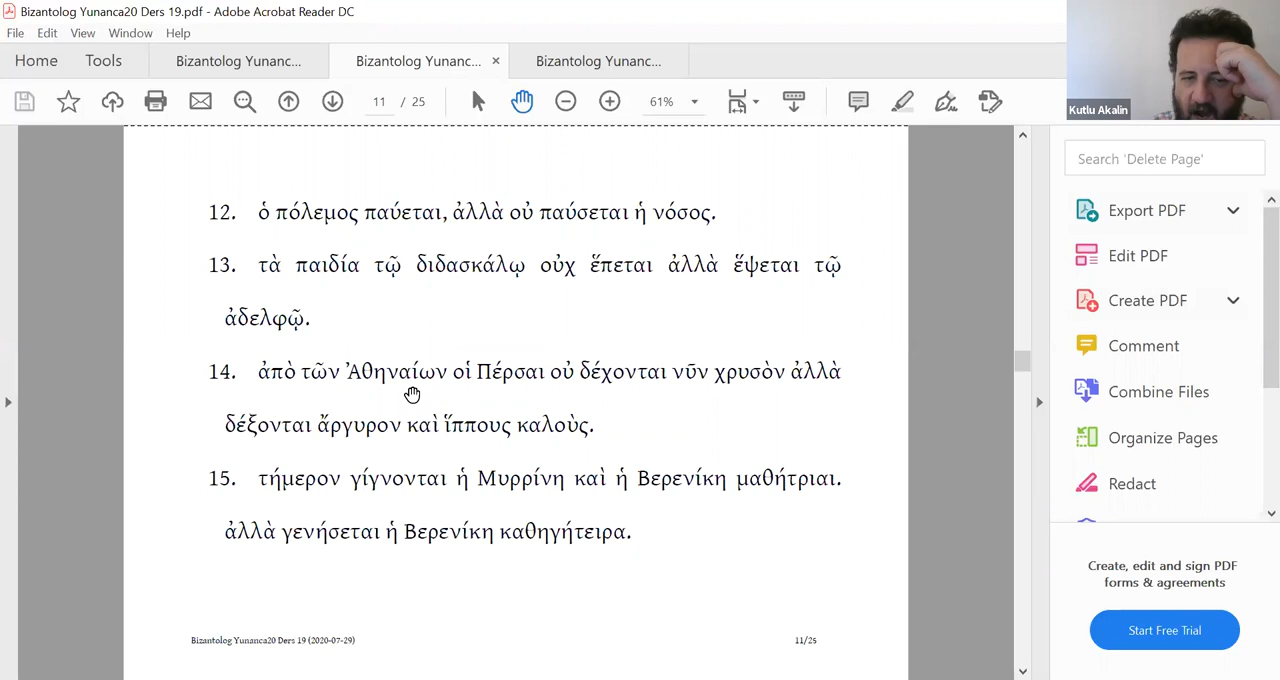 Bizantolog Yunanca20 Ders 19.pdf - Adobe Acrobat Reader DC
File Edit View Window Help
Home Tools Bizantolog Yunanc... Bizantolog Yunanc... × Bizantolog Yunanc...
11 / 25 61%
Kutlu Akalin
12. ὁ πόλεμος παύεται, ἀλλὰ οὐ παύσεται ἡ νόσος.
13. τὰ παιδία τῷ διδασκάλῳ οὐχ ἕπεται ἀλλὰ ἕψεται τῷ
ἀδελφῷ.
14. ἀπὸ τῶν Ἀθηναίων οἱ Πέρσαι οὐ δέχονται νῦν χρυσὸν ἀλλὰ
δέξονται ἄργυρον καὶ ἵππους καλοὺς.
15. τήμερον γίγνονται ἡ Μυρρίνη καὶ ἡ Βερενίκη μαθήτριαι.
ἀλλὰ γενήσεται ἡ Βερενίκη καθηγήτειρα.
Bizantolog Yunanca20 Ders 19 (2020-07-29) 11/25
Search 'Delete Page'
Export PDF
Edit PDF
Create PDF
Comment
Combine Files
Organize Pages
Redact
Create, edit and sign PDF
forms & agreements
Start Free Trial